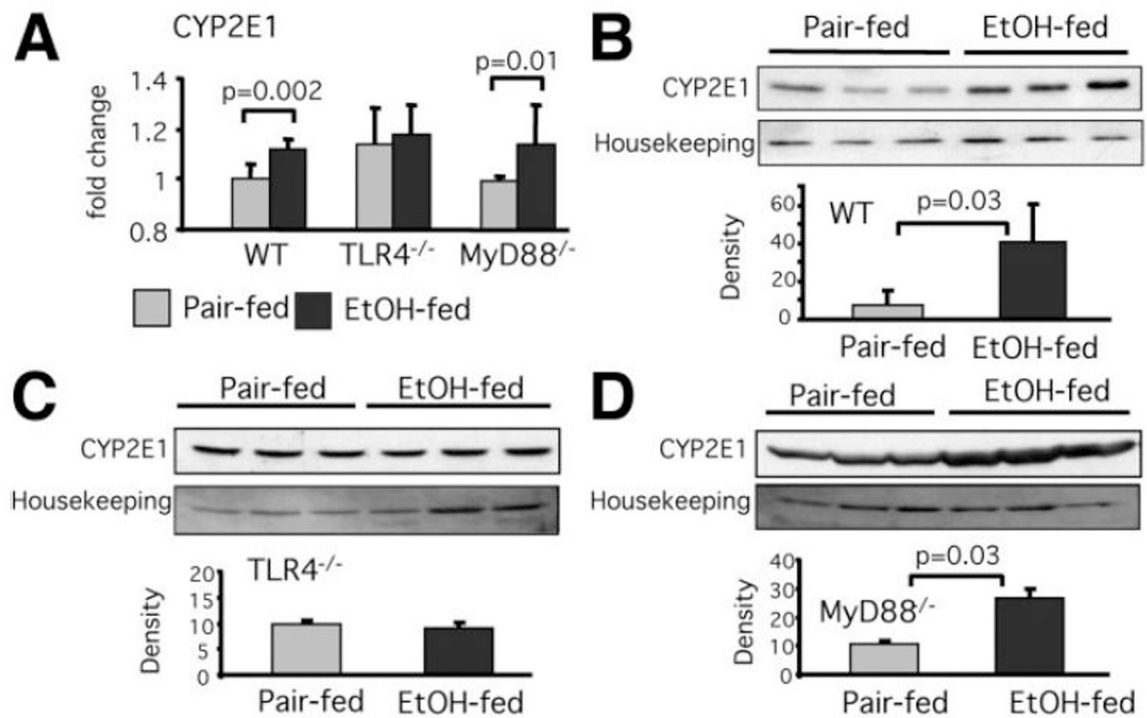 A
CYP2E1
fold change
1.4
1.2
1
0.8
p=0.002
p=0.01
WT
TLR4-/-
MyD88/-
Pair-fed
EtOH-fed
B
Pair-fed
EtOH-fed
CYP2E1
Housekeeping
Density
60
40
20
0
WT
p=0.03
Pair-fed
EtOH-fed
C
Pair-fed
EtOH-fed
CYP2E1
Housekeeping
Density
20
15
10
5
0
TLR4-/-
Pair-fed
EtOH-fed
D
Pair-fed
EtOH-fed
CYP2E1
Housekeeping
Density
40
30
20
10
0
p=0.03
MyD88/-
Pair-fed
EtOH-fed